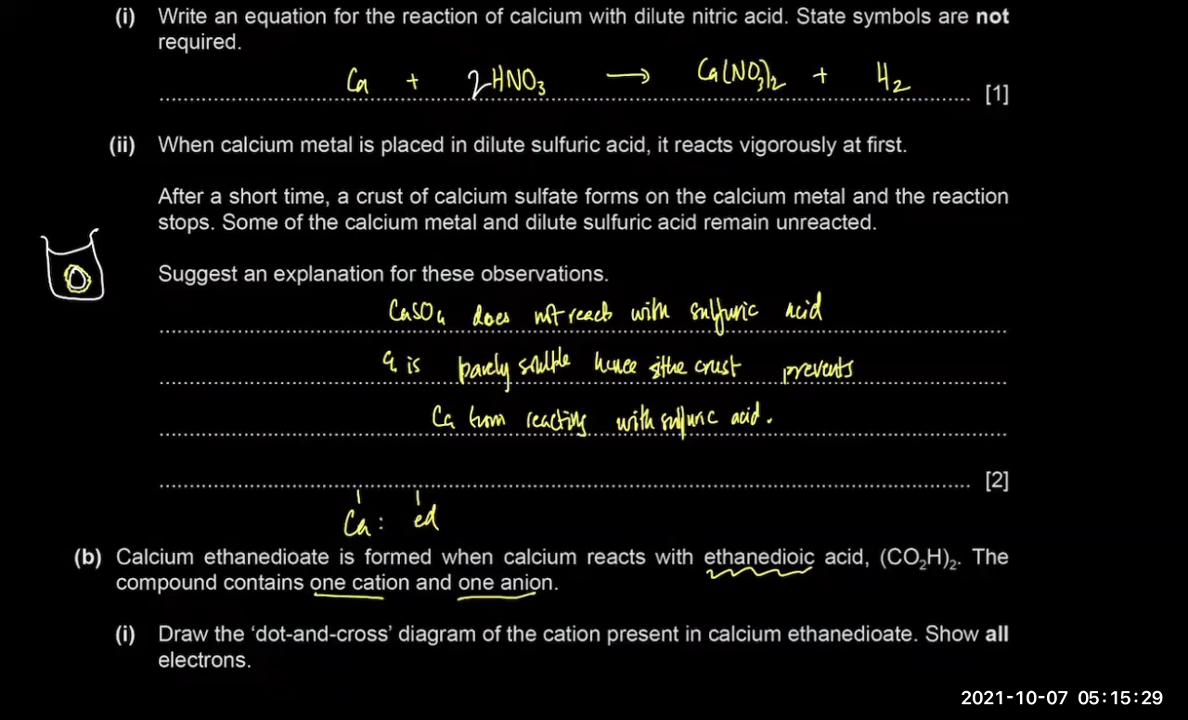 (i) Write an equation for the reaction of calcium with dilute nitric acid. State symbols are not
required.
Ca + 2HNO₃ → Ca(NO₃)₂ + H₂
[1]
(ii) When calcium metal is placed in dilute sulfuric acid, it reacts vigorously at first.
After a short time, a crust of calcium sulfate forms on the calcium metal and the reaction
stops. Some of the calcium metal and dilute sulfuric acid remain unreacted.
Suggest an explanation for these observations.
CaSO₄ does not react with sulfuric acid
is barely soluble hence the crust prevents
Ca from reacting with sulfuric acid.
[2]
Ca : ed
(b) Calcium ethanedioate is formed when calcium reacts with ethanedioic acid, (CO₂H)₂. The
compound contains one cation and one anion.
(i) Draw the ‘dot-and-cross’ diagram of the cation present in calcium ethanedioate. Show all
electrons.
2021-10-07 05:15:29